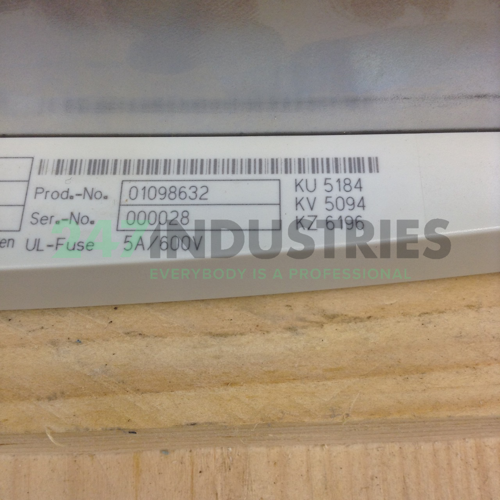 Prod.-No. 01098632 KU 5184
Ser.-No. 000028 KV 5094
en UL-Fuse 5A/600V KZ 6196
247INDUSTRIES
EVERYBODY IS A PROFESSIONAL